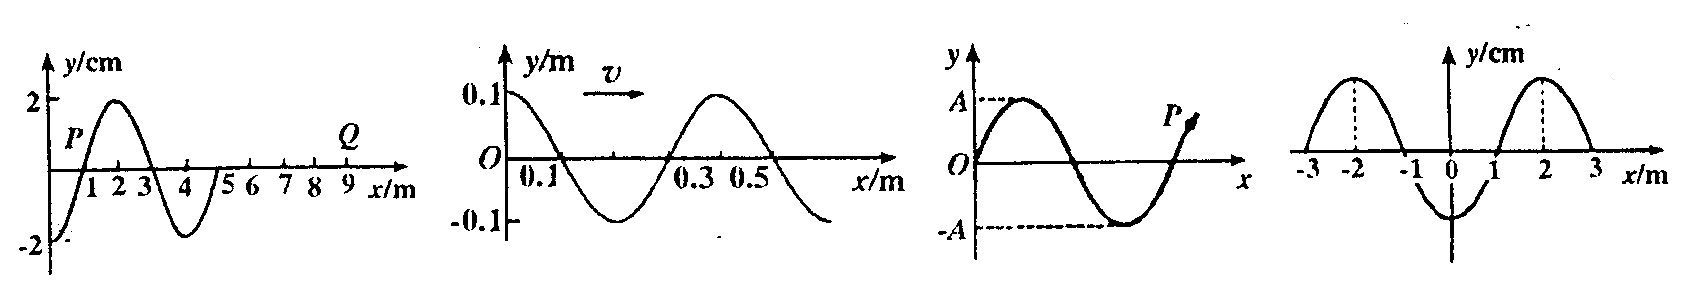 y/cm
2
P
Q
1 2 3 4 5 6 7 8 9 x/m
-2
y/m
v
0.1
O
0.1 0.3 0.5 x/m
-0.1
y
A
P
O
x
-A
y/cm
-3 -2 -1 0 1 2 3 x/m